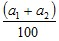 (a₁ + a₂)
100